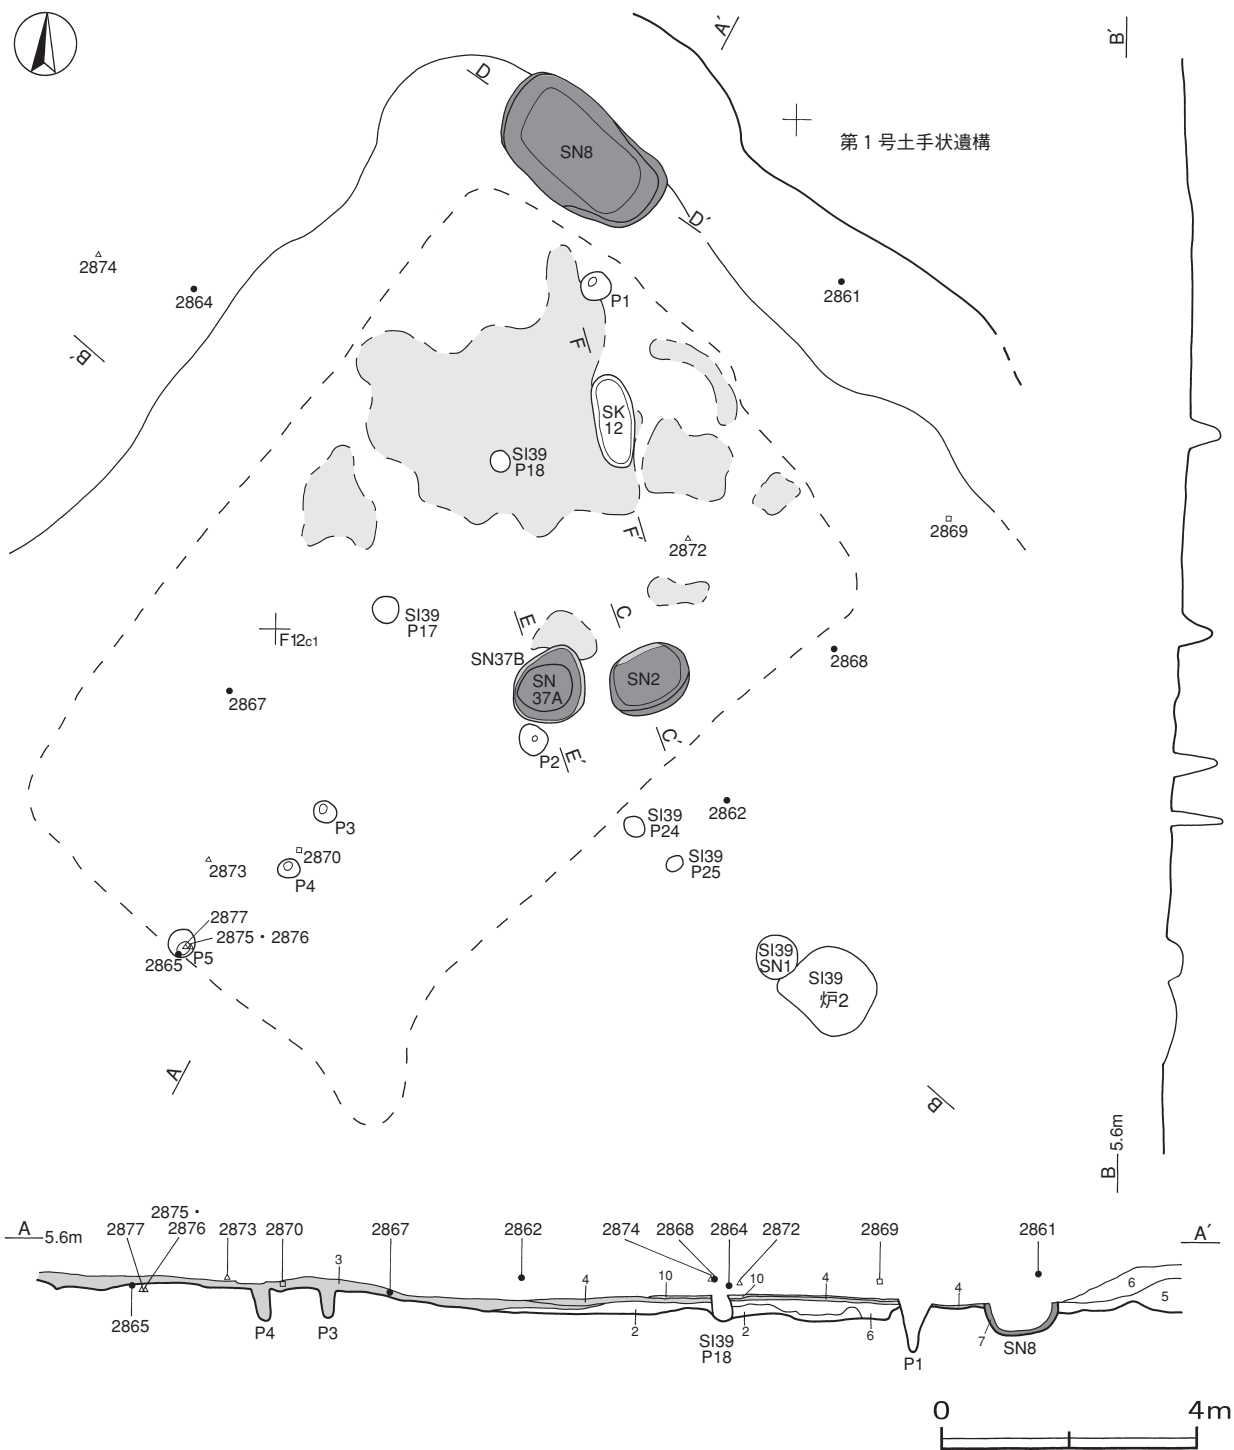 A´
B´
D
第1号土手状遺構
SN8
D´
2874
2864
2861
P1
B´
F
SK
12
SI39
P18
2869
F´
2872
SI39
P17
E
C
F12c1
SN37B
SN
37A
SN2
2868
2867
C´
P2
E´
P3
SI39
P24
2862
2870
2873
P4
SI39
P25
2877
2875・2876
2865
P5
SI39
SN1
SI39
炉2
A
B
B 5.6m
2875・
2877
2876
2873
2870
2867
2862
2874
2868
2864
2872
2869
2861
A 5.6m
A´
3
4
10
10
4
4
6
5
2865
P4
P3
2
SI39
P18
2
6
P1
7
SN8
0
4m